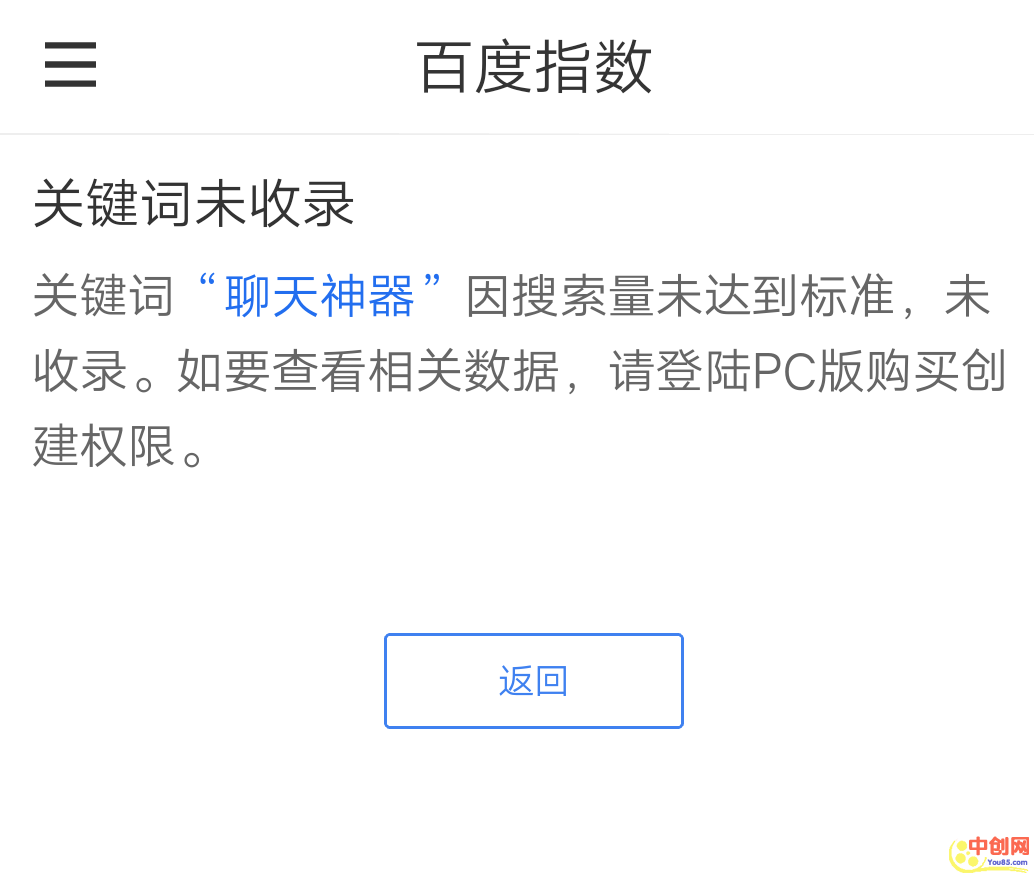 百度指数
关键词未收录
关键词“聊天神器”因搜索量未达到标准，未
收录。如要查看相关数据，请登陆PC版购买创
建权限。
返回
中创网
You85.com